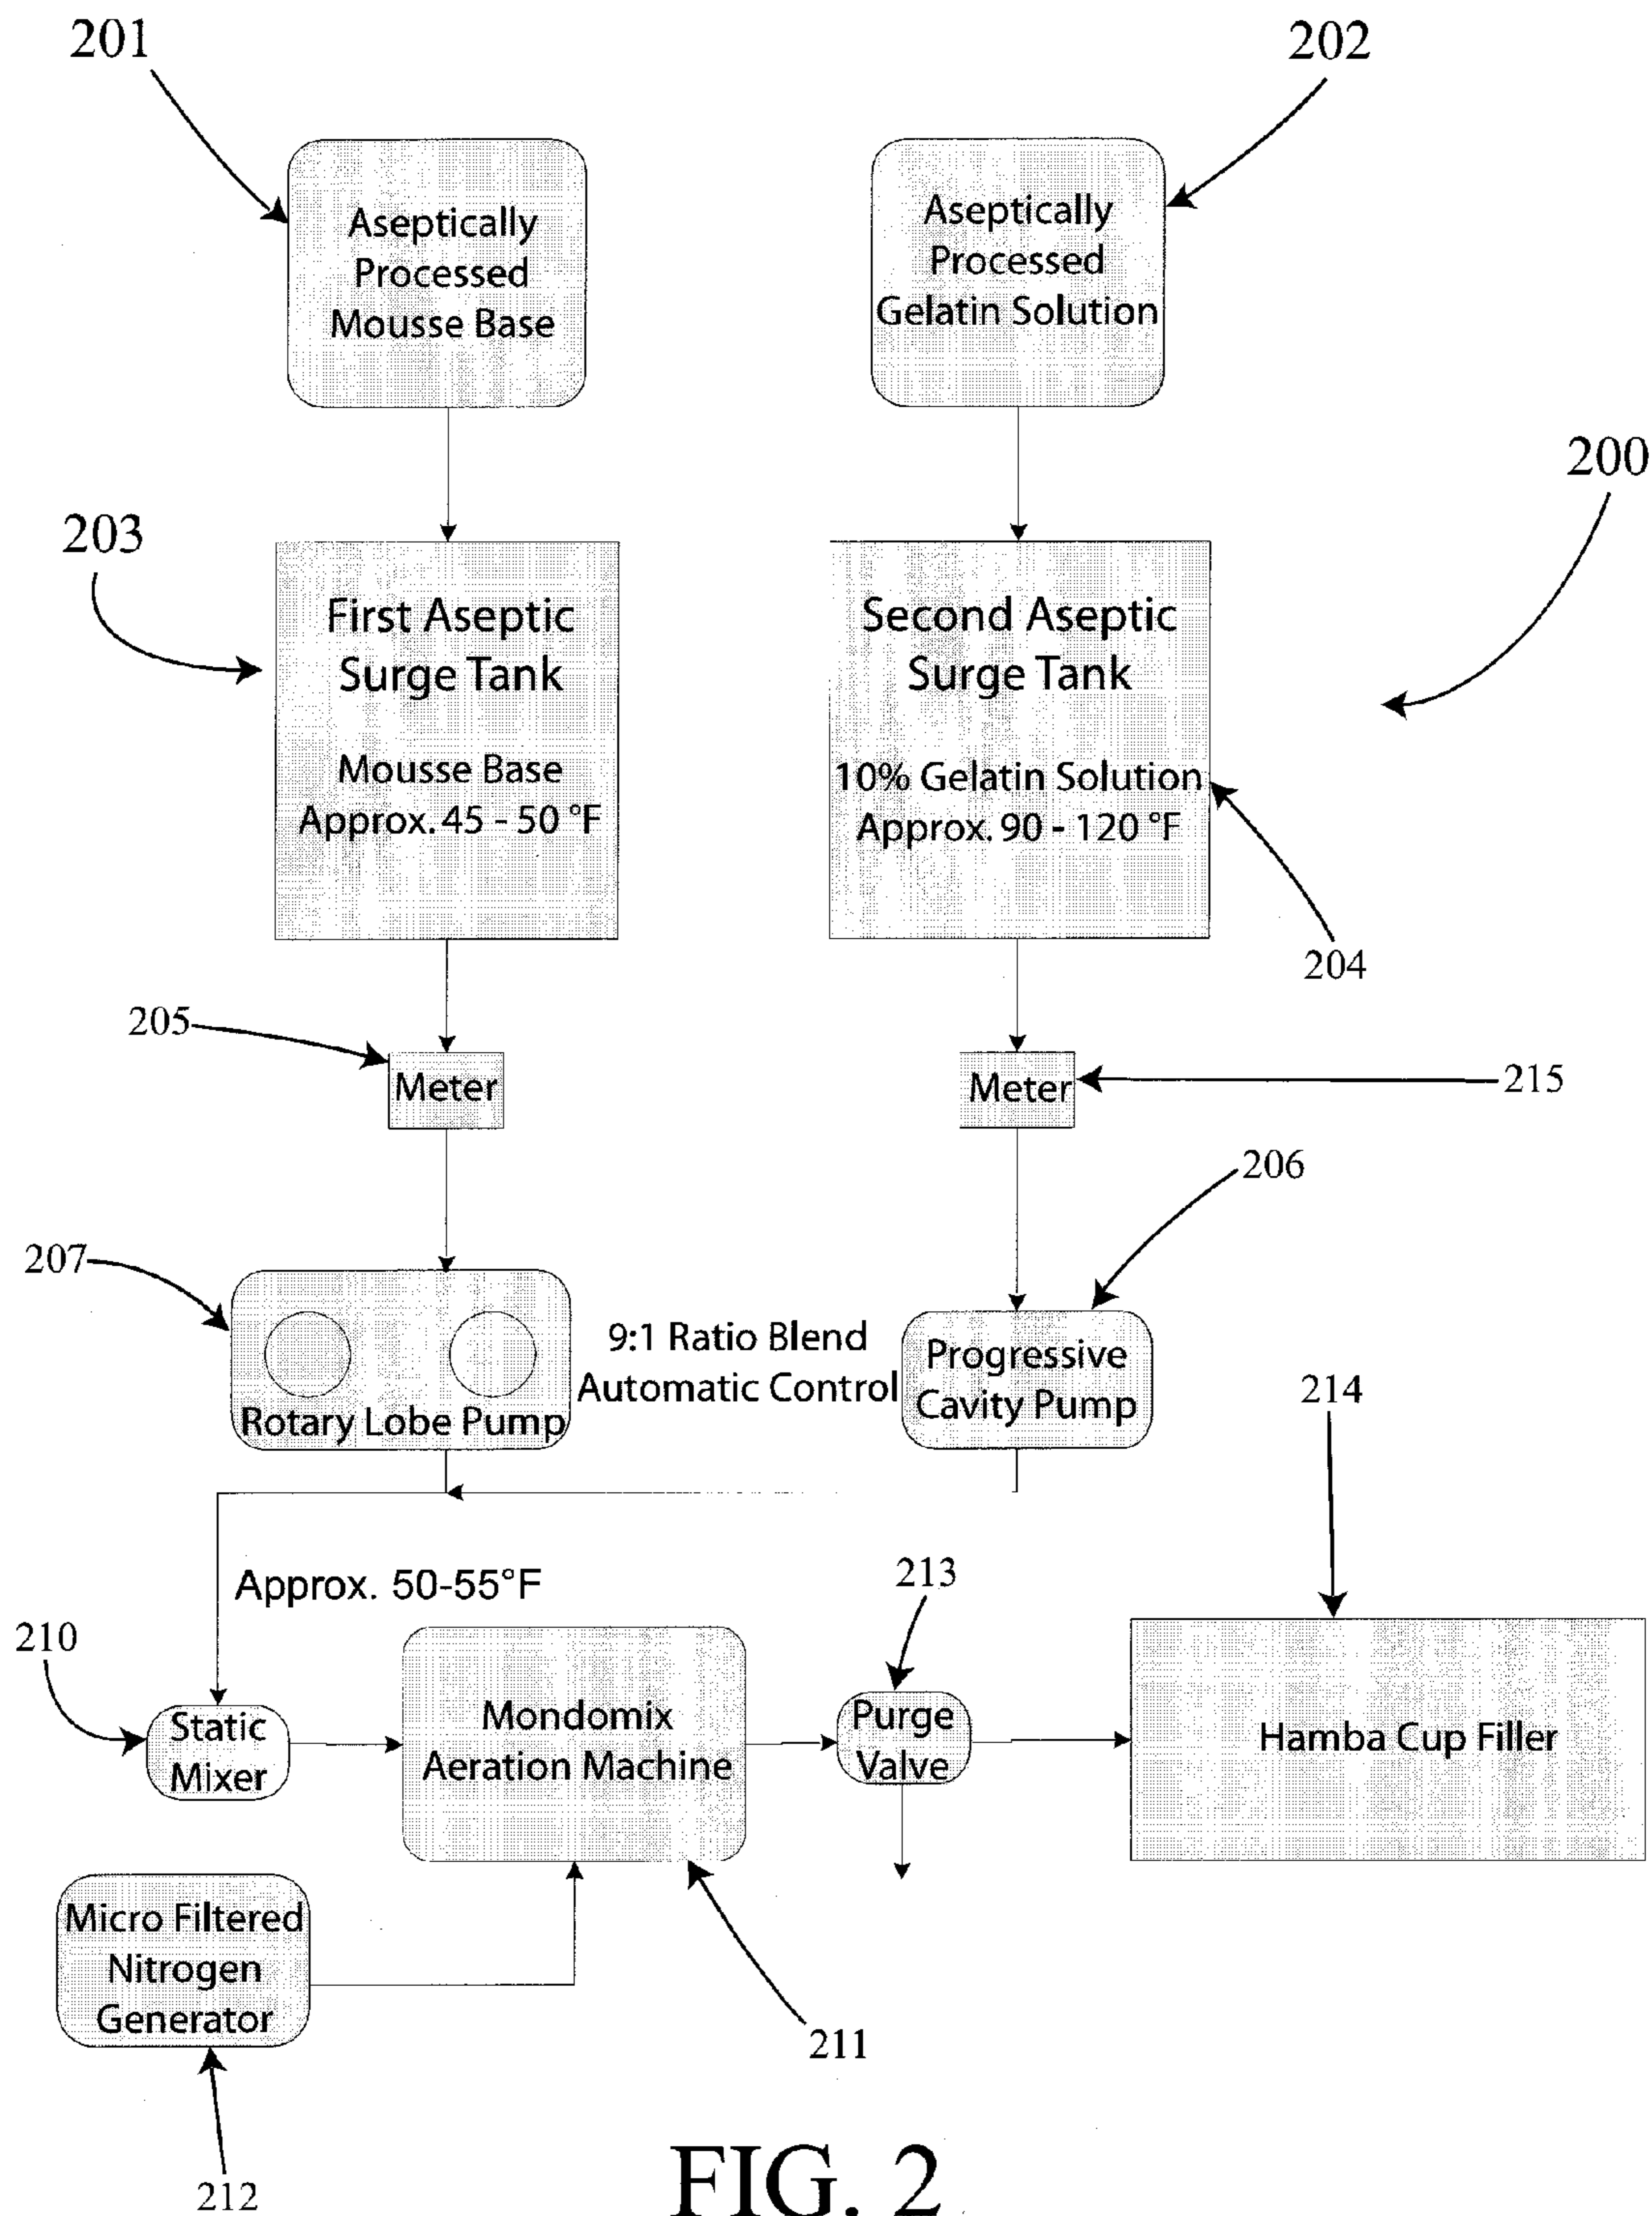 201
202
Aseptically
Processed
Mousse Base
Aseptically
Processed
Gelatin Solution
200
203
First Aseptic
Surge Tank
Mousse Base
Approx. 45 - 50 °F
Second Aseptic
Surge Tank
10% Gelatin Solution
Approx. 90 - 120 °F
204
205
Meter
Meter
215
206
207
Rotary Lobe Pump
9:1 Ratio Blend
Automatic Control
Progressive
Cavity Pump
214
Approx. 50-55°F
213
210
Static
Mixer
Mondomix
Aeration Machine
Purge
Valve
Hamba Cup Filler
Micro Filtered
Nitrogen
Generator
211
212
FIG. 2